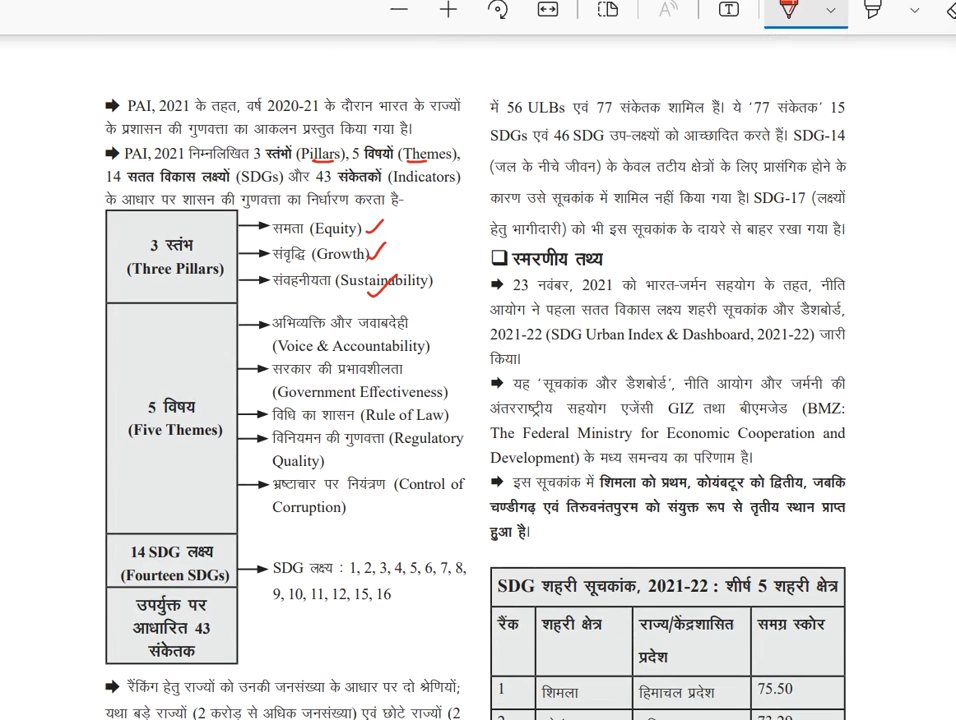 ➡ PAI, 2021 के तहत, वर्ष 2020-21 के दौरान भारत के राज्यों
के प्रशासन की गुणवत्ता का आकलन प्रस्तुत किया गया है।
➡ PAI, 2021 निम्नलिखित 3 स्तंभों (Pillars), 5 विषयों (Themes),
14 सतत विकास लक्ष्यों (SDGs) और 43 संकेतकों (Indicators)
के आधार पर शासन की गुणवत्ता का निर्धारण करता है-
3 स्तंभ
(Three Pillars)
समता (Equity)
संवृद्धि (Growth)
संवहनीयता (Sustainability)
5 विषय
(Five Themes)
अभिव्यक्ति और जवाबदेही
(Voice & Accountability)
सरकार की प्रभावशीलता
(Government Effectiveness)
विधि का शासन (Rule of Law)
विनियमन की गुणवत्ता (Regulatory
Quality)
भ्रष्टाचार पर नियंत्रण (Control of
Corruption)
14 SDG लक्ष्य
(Fourteen SDGs)
SDG लक्ष्य : 1, 2, 3, 4, 5, 6, 7, 8,
9, 10, 11, 12, 15, 16
उपर्युक्त पर
आधारित 43
संकेतक
➡ रैंकिंग हेतु राज्यों को उनकी जनसंख्या के आधार पर दो श्रेणियों;
यथा बड़े राज्यों (2 करोड़ से अधिक जनसंख्या) एवं छोटे राज्यों (2
में 56 ULBs एवं 77 संकेतक शामिल हैं। ये ‘77 संकेतक’ 15
SDGs एवं 46 SDG उप-लक्ष्यों को आच्छादित करते हैं। SDG-14
(जल के नीचे जीवन) के केवल तटीय क्षेत्रों के लिए प्रासंगिक होने के
कारण उसे सूचकांक में शामिल नहीं किया गया है। SDG-17 (लक्ष्यों
हेतु भागीदारी) को भी इस सूचकांक के दायरे से बाहर रखा गया है।
❑ स्मरणीय तथ्य
➡ 23 नवंबर, 2021 को भारत-जर्मन सहयोग के तहत, नीति
आयोग ने पहला सतत विकास लक्ष्य शहरी सूचकांक और डैशबोर्ड,
2021-22 (SDG Urban Index & Dashboard, 2021-22) जारी
किया।
➡ यह ‘सूचकांक और डैशबोर्ड’, नीति आयोग और जर्मनी की
अंतरराष्ट्रीय सहयोग एजेंसी GIZ तथा बीएमजेड (BMZ:
The Federal Ministry for Economic Cooperation and
Development) के मध्य समन्वय का परिणाम है।
➡ इस सूचकांक में शिमला को प्रथम, कोयंबटूर को द्वितीय, जबकि
चण्डीगढ़ एवं तिरुवनंतपुरम को संयुक्त रूप से तृतीय स्थान प्राप्त
हुआ है।
SDG शहरी सूचकांक, 2021-22 : शीर्ष 5 शहरी क्षेत्र
रैंक शहरी क्षेत्र राज्य/केंद्रशासित प्रदेश समग्र स्कोर
1 शिमला हिमाचल प्रदेश 75.50